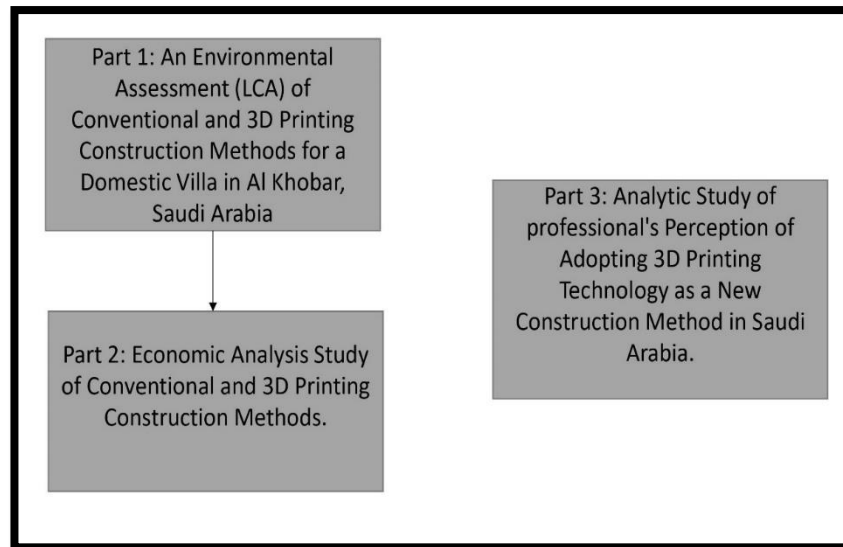 Part 1: An Environmental
Assessment (LCA) of
Conventional and 3D Printing
Construction Methods for a
Domestic Villa in Al Khobar,
Saudi Arabia
Part 2: Economic Analysis Study
of Conventional and 3D Printing
Construction Methods.
Part 3: Analytic Study of
professional's Perception of
Adopting 3D Printing
Technology as a New
Construction Method in Saudi
Arabia.